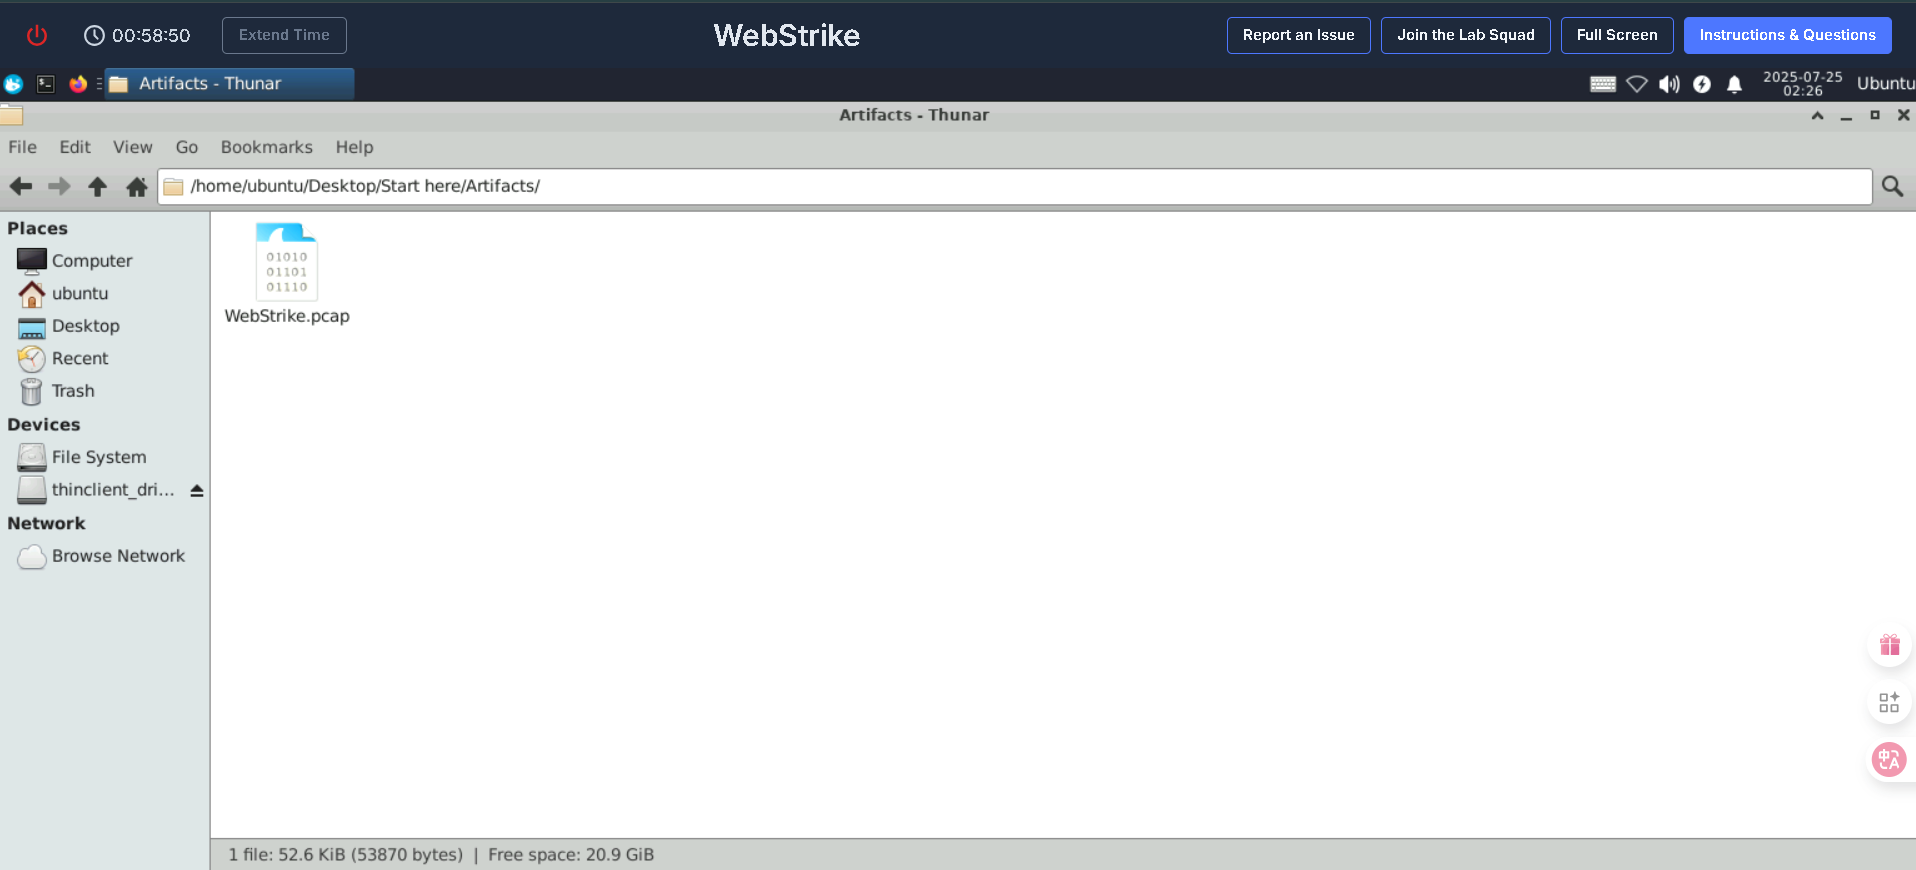 00:58:50
Extend Time
WebStrike
Report an Issue
Join the Lab Squad
Full Screen
Instructions & Questions
Artifacts - Thunar
2025-07-25
02:26
Ubuntu
Artifacts - Thunar
File Edit View Go Bookmarks Help
/home/ubuntu/Desktop/Start here/Artifacts/
Places
Computer
ubuntu
Desktop
Recent
Trash
Devices
File System
thinclient_dri...
Network
Browse Network
01010
01101
01110
WebStrike.pcap
中
A
1 file: 52.6 KiB (53870 bytes) | Free space: 20.9 GiB